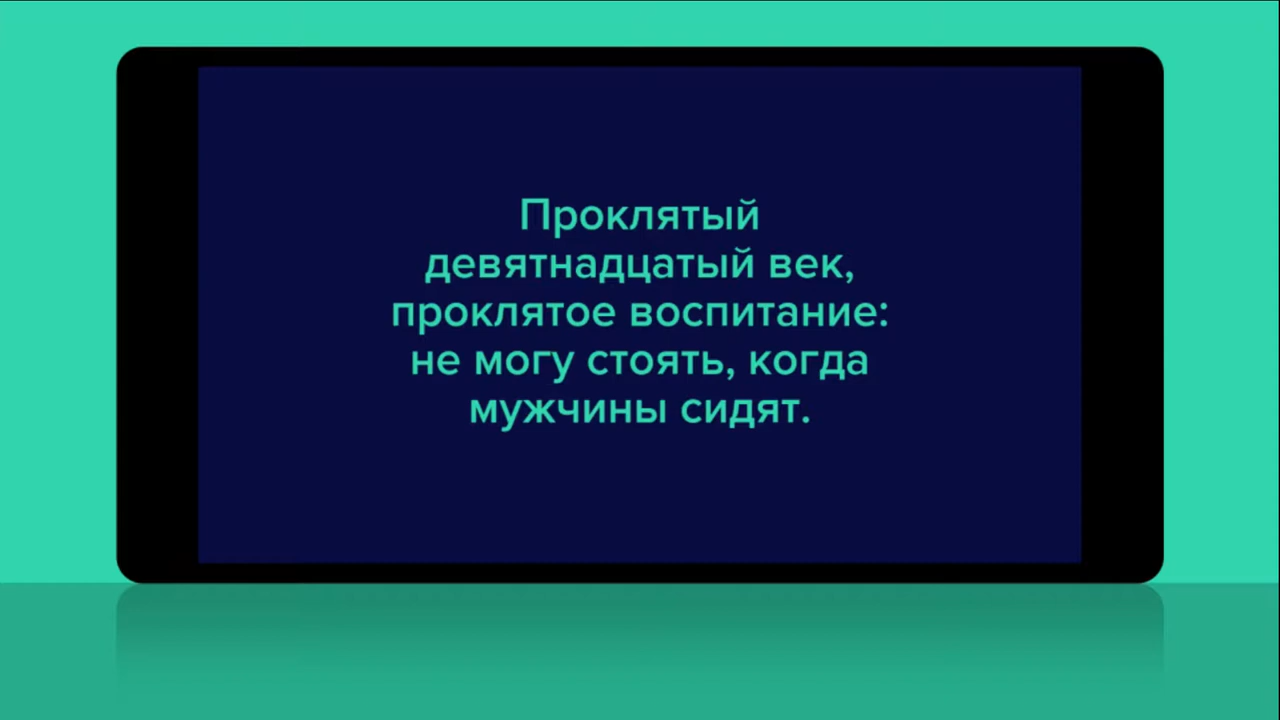 Проклятый
девятнадцатый век,
проклятое воспитание:
не могу стоять, когда
мужчины сидят.